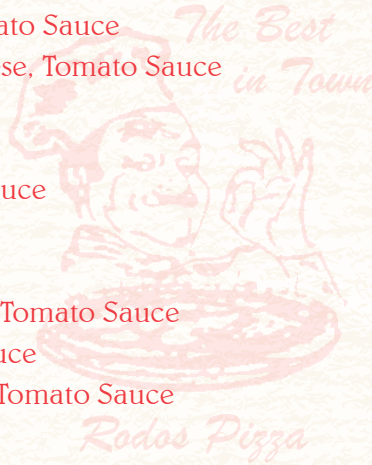 ato Sauce
The Best
se, Tomato Sauce
in Town
uce
Tomato Sauce
uce
Tomato Sauce
Rodos Pizza